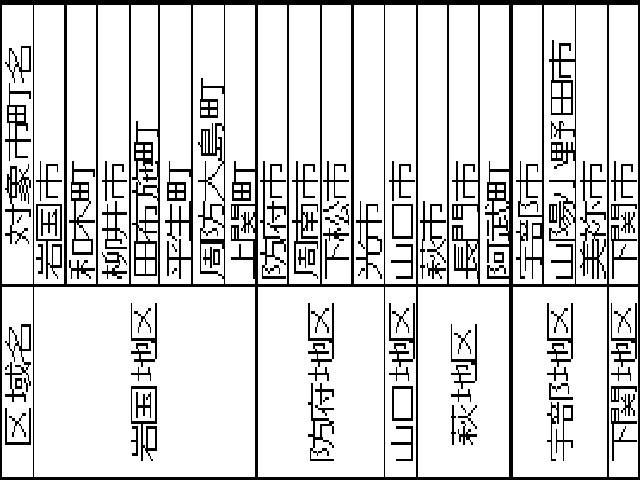 区域名 対象市町名
岩国地区 岩国市
和木町
柳井市
田布施町
平生町
周防大島町
上関町
防府地区 防府市
周南市
下松市
光市
山口地区 山口市
萩地区 萩市
長門市
阿武町
宇部地区 宇部市
山陽小野田市
美祢市
下関地区 下関市